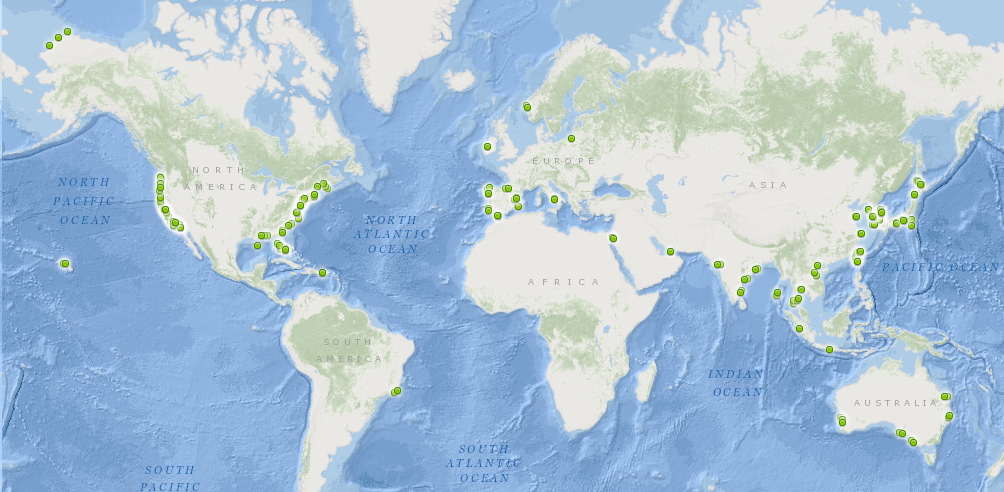 NORTH
AMERICA
EUROPE
ASIA
NORTH
PACIFIC
OCEAN
NORTH
ATLANTIC
OCEAN
PACIFIC OCEAN
AFRICA
SOUTH
AMERICA
INDIAN
OCEAN
AUSTRALIA
SOUTH
ATLANTIC
OCEAN
SOUTH
PACIFIC